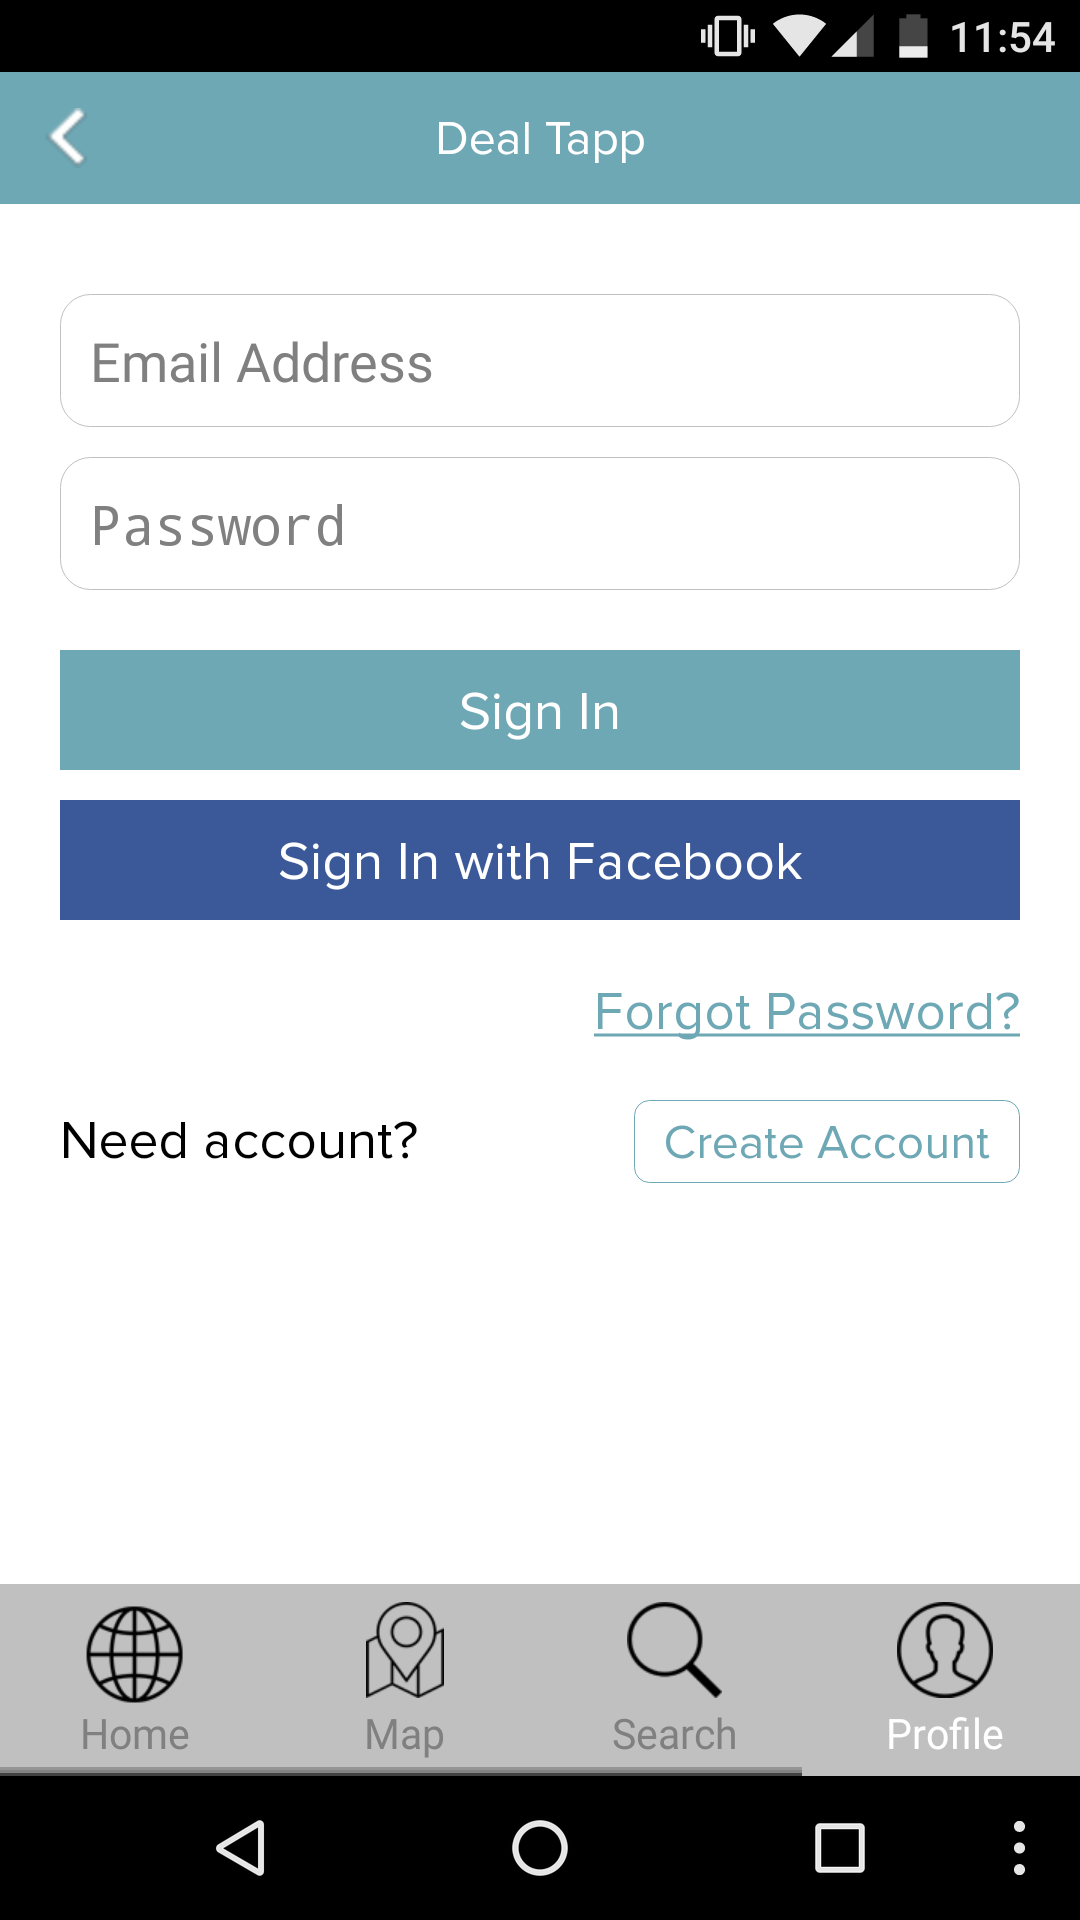 11:54
Deal Tapp
Email Address
Password
Sign In
Sign In with Facebook
Forgot Password?
Need account?
Create Account
Home
Map
Search
Profile